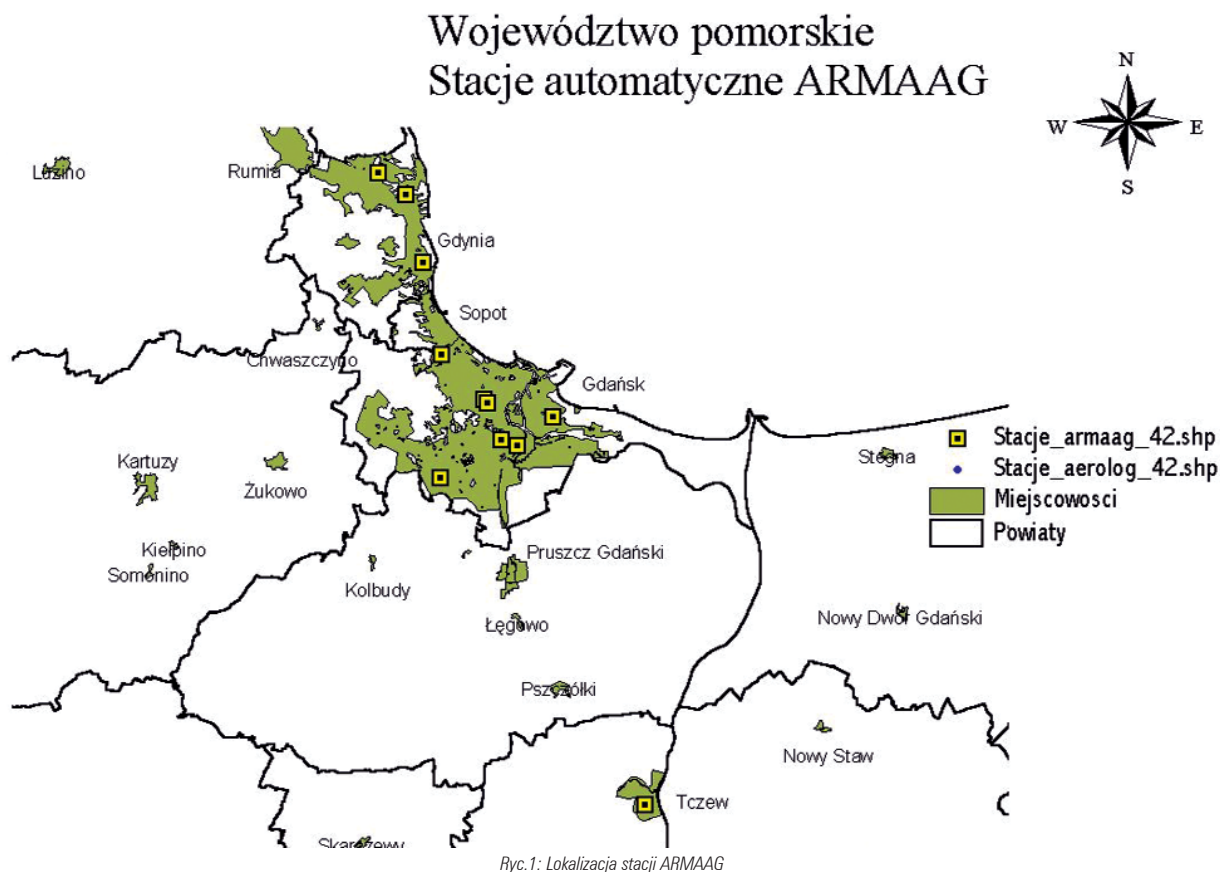 Województwo pomorskie
Stacje automatyczne ARMAAG
N
W
E
S
Luzino
Rumia
Gdynia
Sopot
Chwaszczyno
Gdańsk
Stacje_armaag_42.shp
Stacje_aerolog_42.shp
Miejscowosci
Powiaty
Stegna
Kartuzy
Żukowo
Kiełpino
Somonino
Kolbudy
Pruszcz Gdański
Łęgowo
Nowy Dwór Gdański
Pszczółki
Nowy Staw
Tczew
Skarszewy
Ryc.1: Lokalizacja stacji ARMAAG